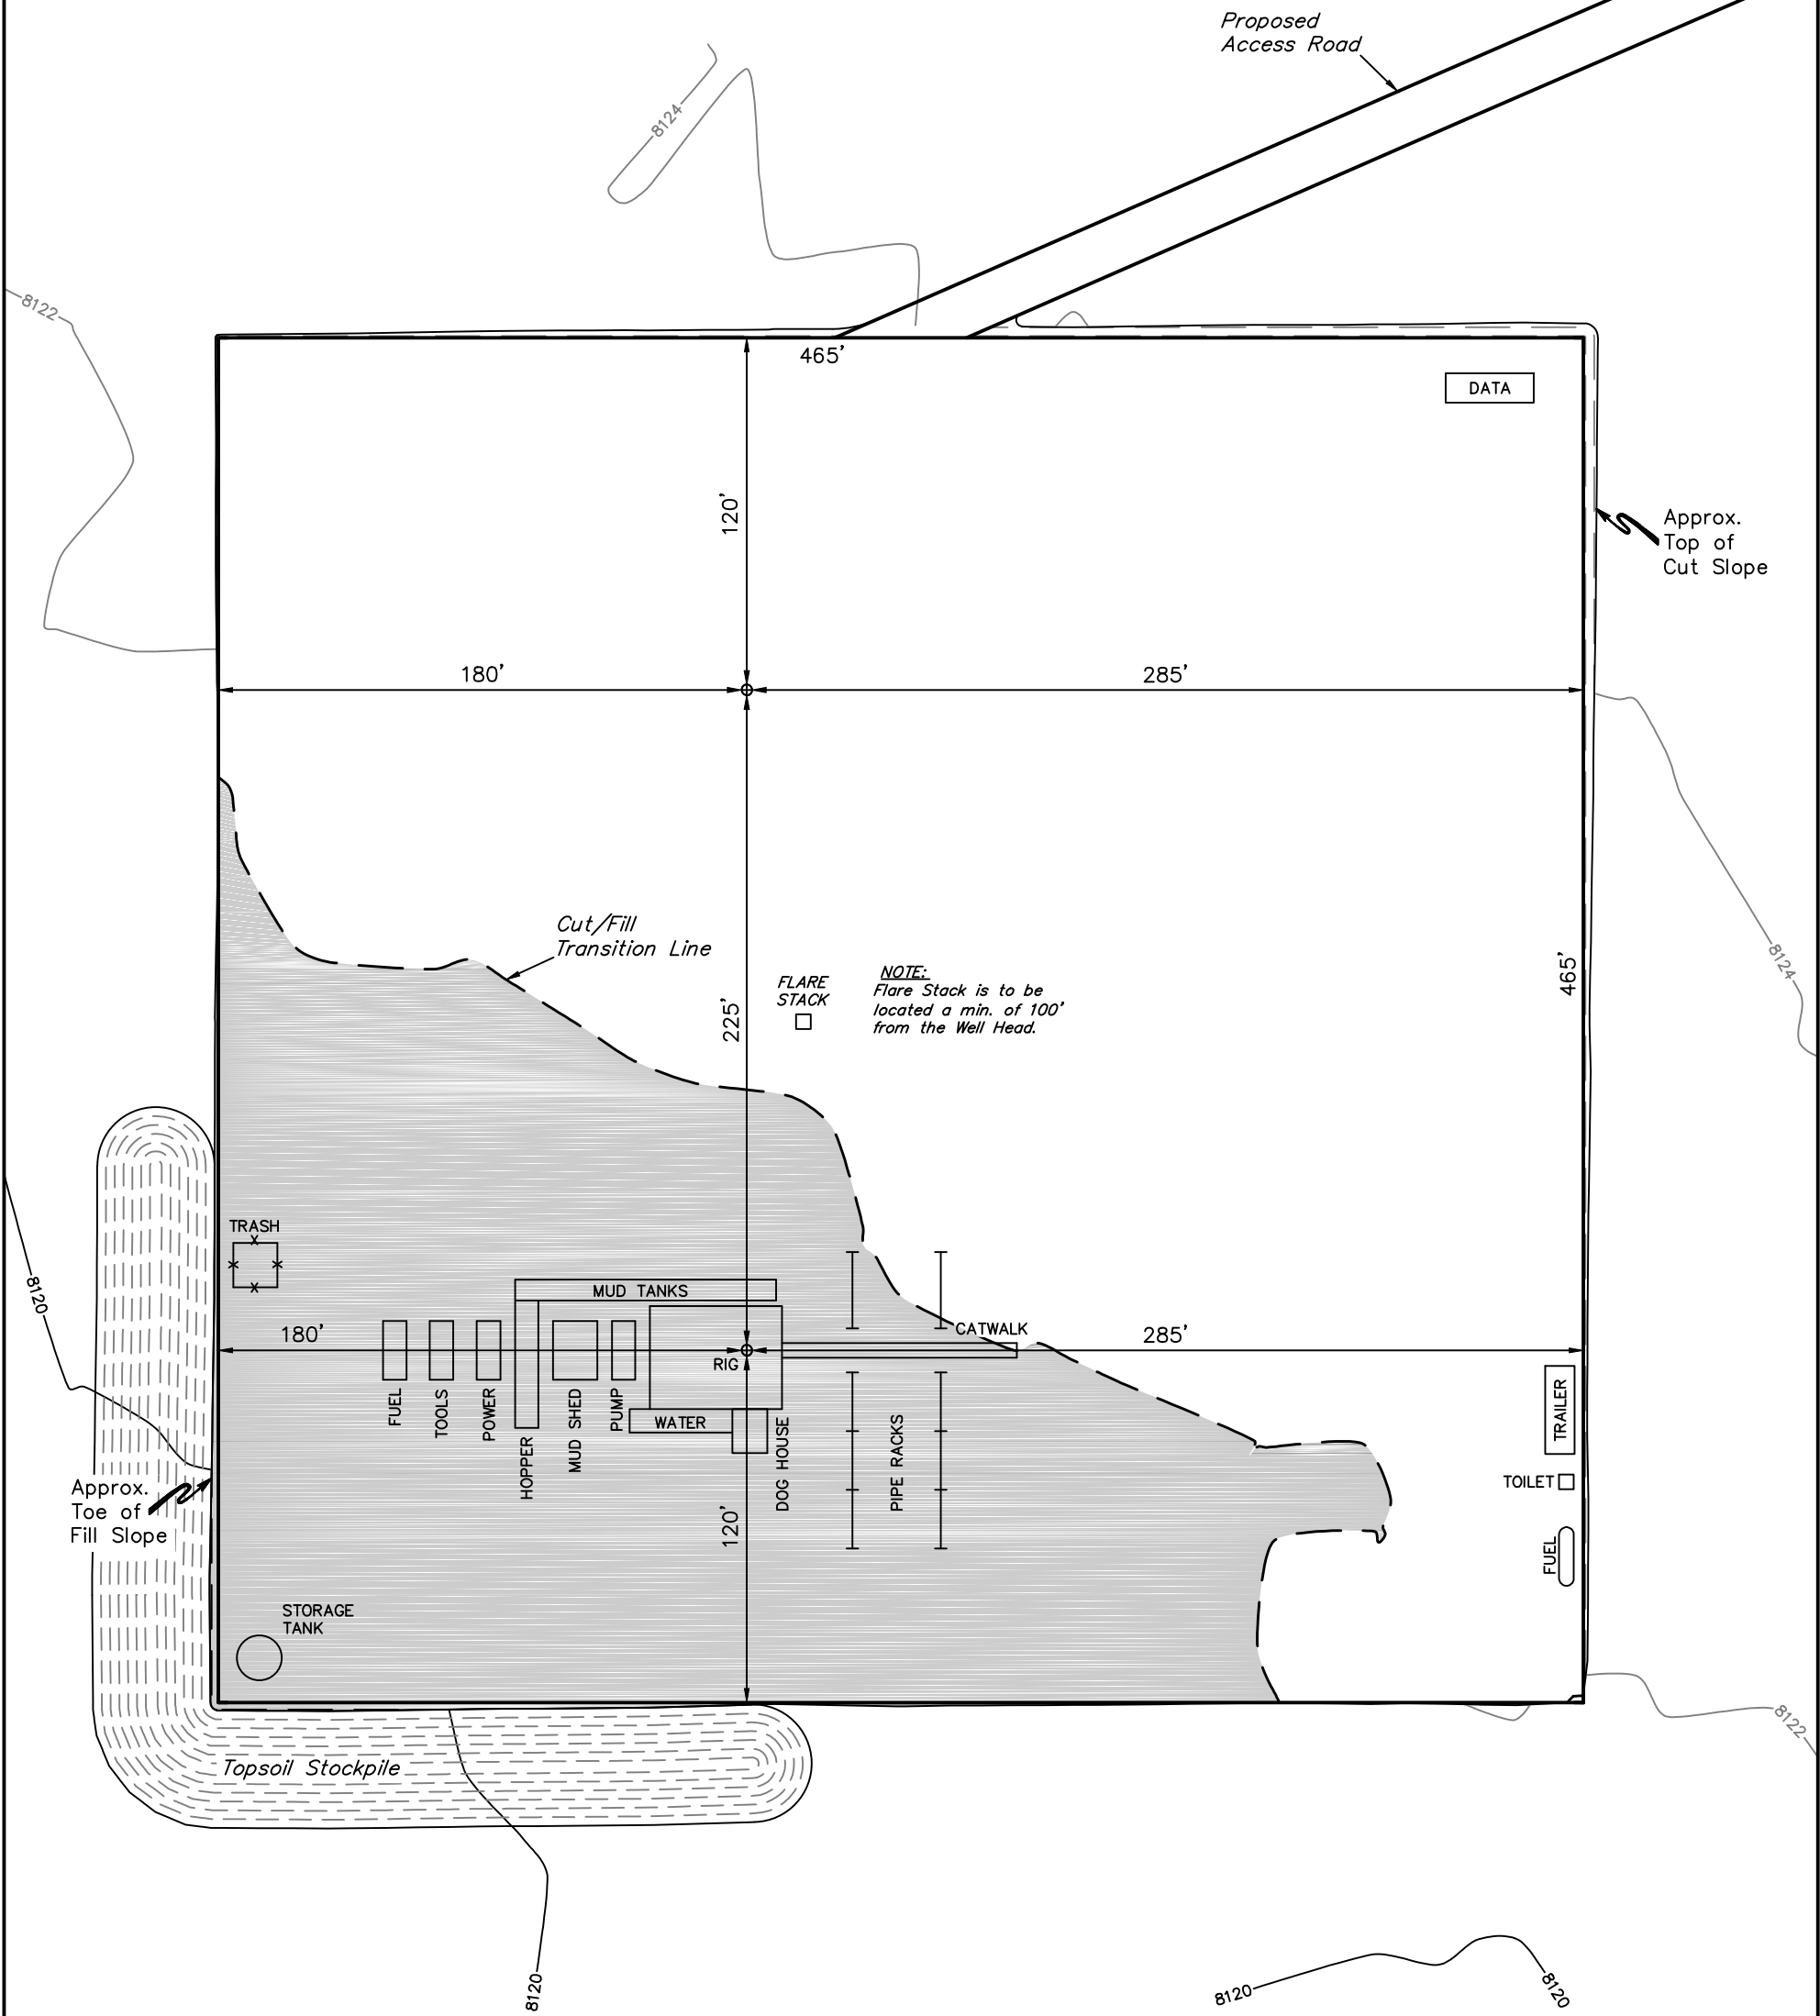 Proposed
Access Road
8124
8122
465'
DATA
120'
Approx.
Top of
Cut Slope
180'
285'
Cut/Fill
Transition Line
FLARE
STACK
NOTE:
Flare Stack is to be
located a min. of 100'
from the Well Head.
225'
465'
8124
TRASH
8120
MUD TANKS
180'
CATWALK
285'
RIG
FUEL
TOOLS
POWER
HOPPER
MUD SHED
PUMP
WATER
DOG HOUSE
PIPE RACKS
TRAILER
TOILET
FUEL
Approx.
Toe of
Fill Slope
120'
STORAGE
TANK
8122
Topsoil Stockpile
8120
8120
8120